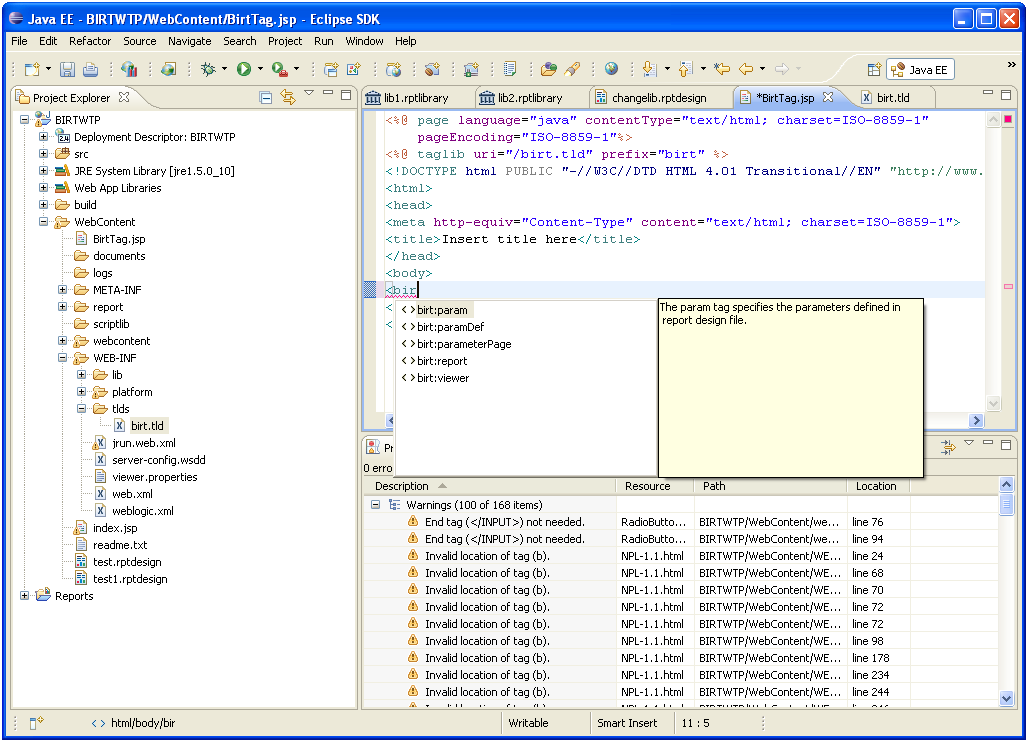 Java EE - BIRTWTP/WebContent/BirtTag.jsp - Eclipse SDK
File Edit Refactor Source Navigate Search Project Run Window Help
Java EE
»
Project Explorer
BIRTWTP
Deployment Descriptor: BIRTWTP
src
JRE System Library [jre1.5.0_10]
Web App Libraries
build
WebContent
BirtTag.jsp
documents
logs
META-INF
report
scriptlib
webcontent
WEB-INF
lib
platform
tlds
birt.tld
jrun.web.xml
server-config.wsdd
viewer.properties
web.xml
weblogic.xml
index.jsp
readme.txt
test.rptdesign
test1.rptdesign
Reports
lib1.rptlibrary lib2.rptlibrary changelib.rptdesign *BirtTag.jsp birt.tld
<%@ page language="java" contentType="text/html; charset=ISO-8859-1"
pageEncoding="ISO-8859-1"%>
<%@ taglib uri="/birt.tld" prefix="birt" %>
<!DOCTYPE html PUBLIC "-//W3C//DTD HTML 4.01 Transitional//EN" "http://www.
<html>
<head>
<meta http-equiv="Content-Type" content="text/html; charset=ISO-8859-1">
<title>Insert title here</title>
</head>
<body>
<bir
<
<
<> birt:param
<> birt:paramDef
<> birt:parameterPage
<> birt:report
<> birt:viewer
The param tag specifies the parameters defined in
report design file.
Pr
0 erro
Description Resource Path Location
Warnings (100 of 168 items)
End tag (</INPUT>) not needed. RadioButto... BIRTWTP/WebContent/we... line 76
End tag (</INPUT>) not needed. RadioButto... BIRTWTP/WebContent/we... line 94
Invalid location of tag (b). NPL-1.1.html BIRTWTP/WebContent/WE... line 24
Invalid location of tag (b). NPL-1.1.html BIRTWTP/WebContent/WE... line 68
Invalid location of tag (b). NPL-1.1.html BIRTWTP/WebContent/WE... line 70
Invalid location of tag (b). NPL-1.1.html BIRTWTP/WebContent/WE... line 72
Invalid location of tag (b). NPL-1.1.html BIRTWTP/WebContent/WE... line 72
Invalid location of tag (b). NPL-1.1.html BIRTWTP/WebContent/WE... line 98
Invalid location of tag (b). NPL-1.1.html BIRTWTP/WebContent/WE... line 178
Invalid location of tag (b). NPL-1.1.html BIRTWTP/WebContent/WE... line 234
Invalid location of tag (b). NPL-1.1.html BIRTWTP/WebContent/WE... line 244
<> html/body/bir Writable Smart Insert 11 : 5